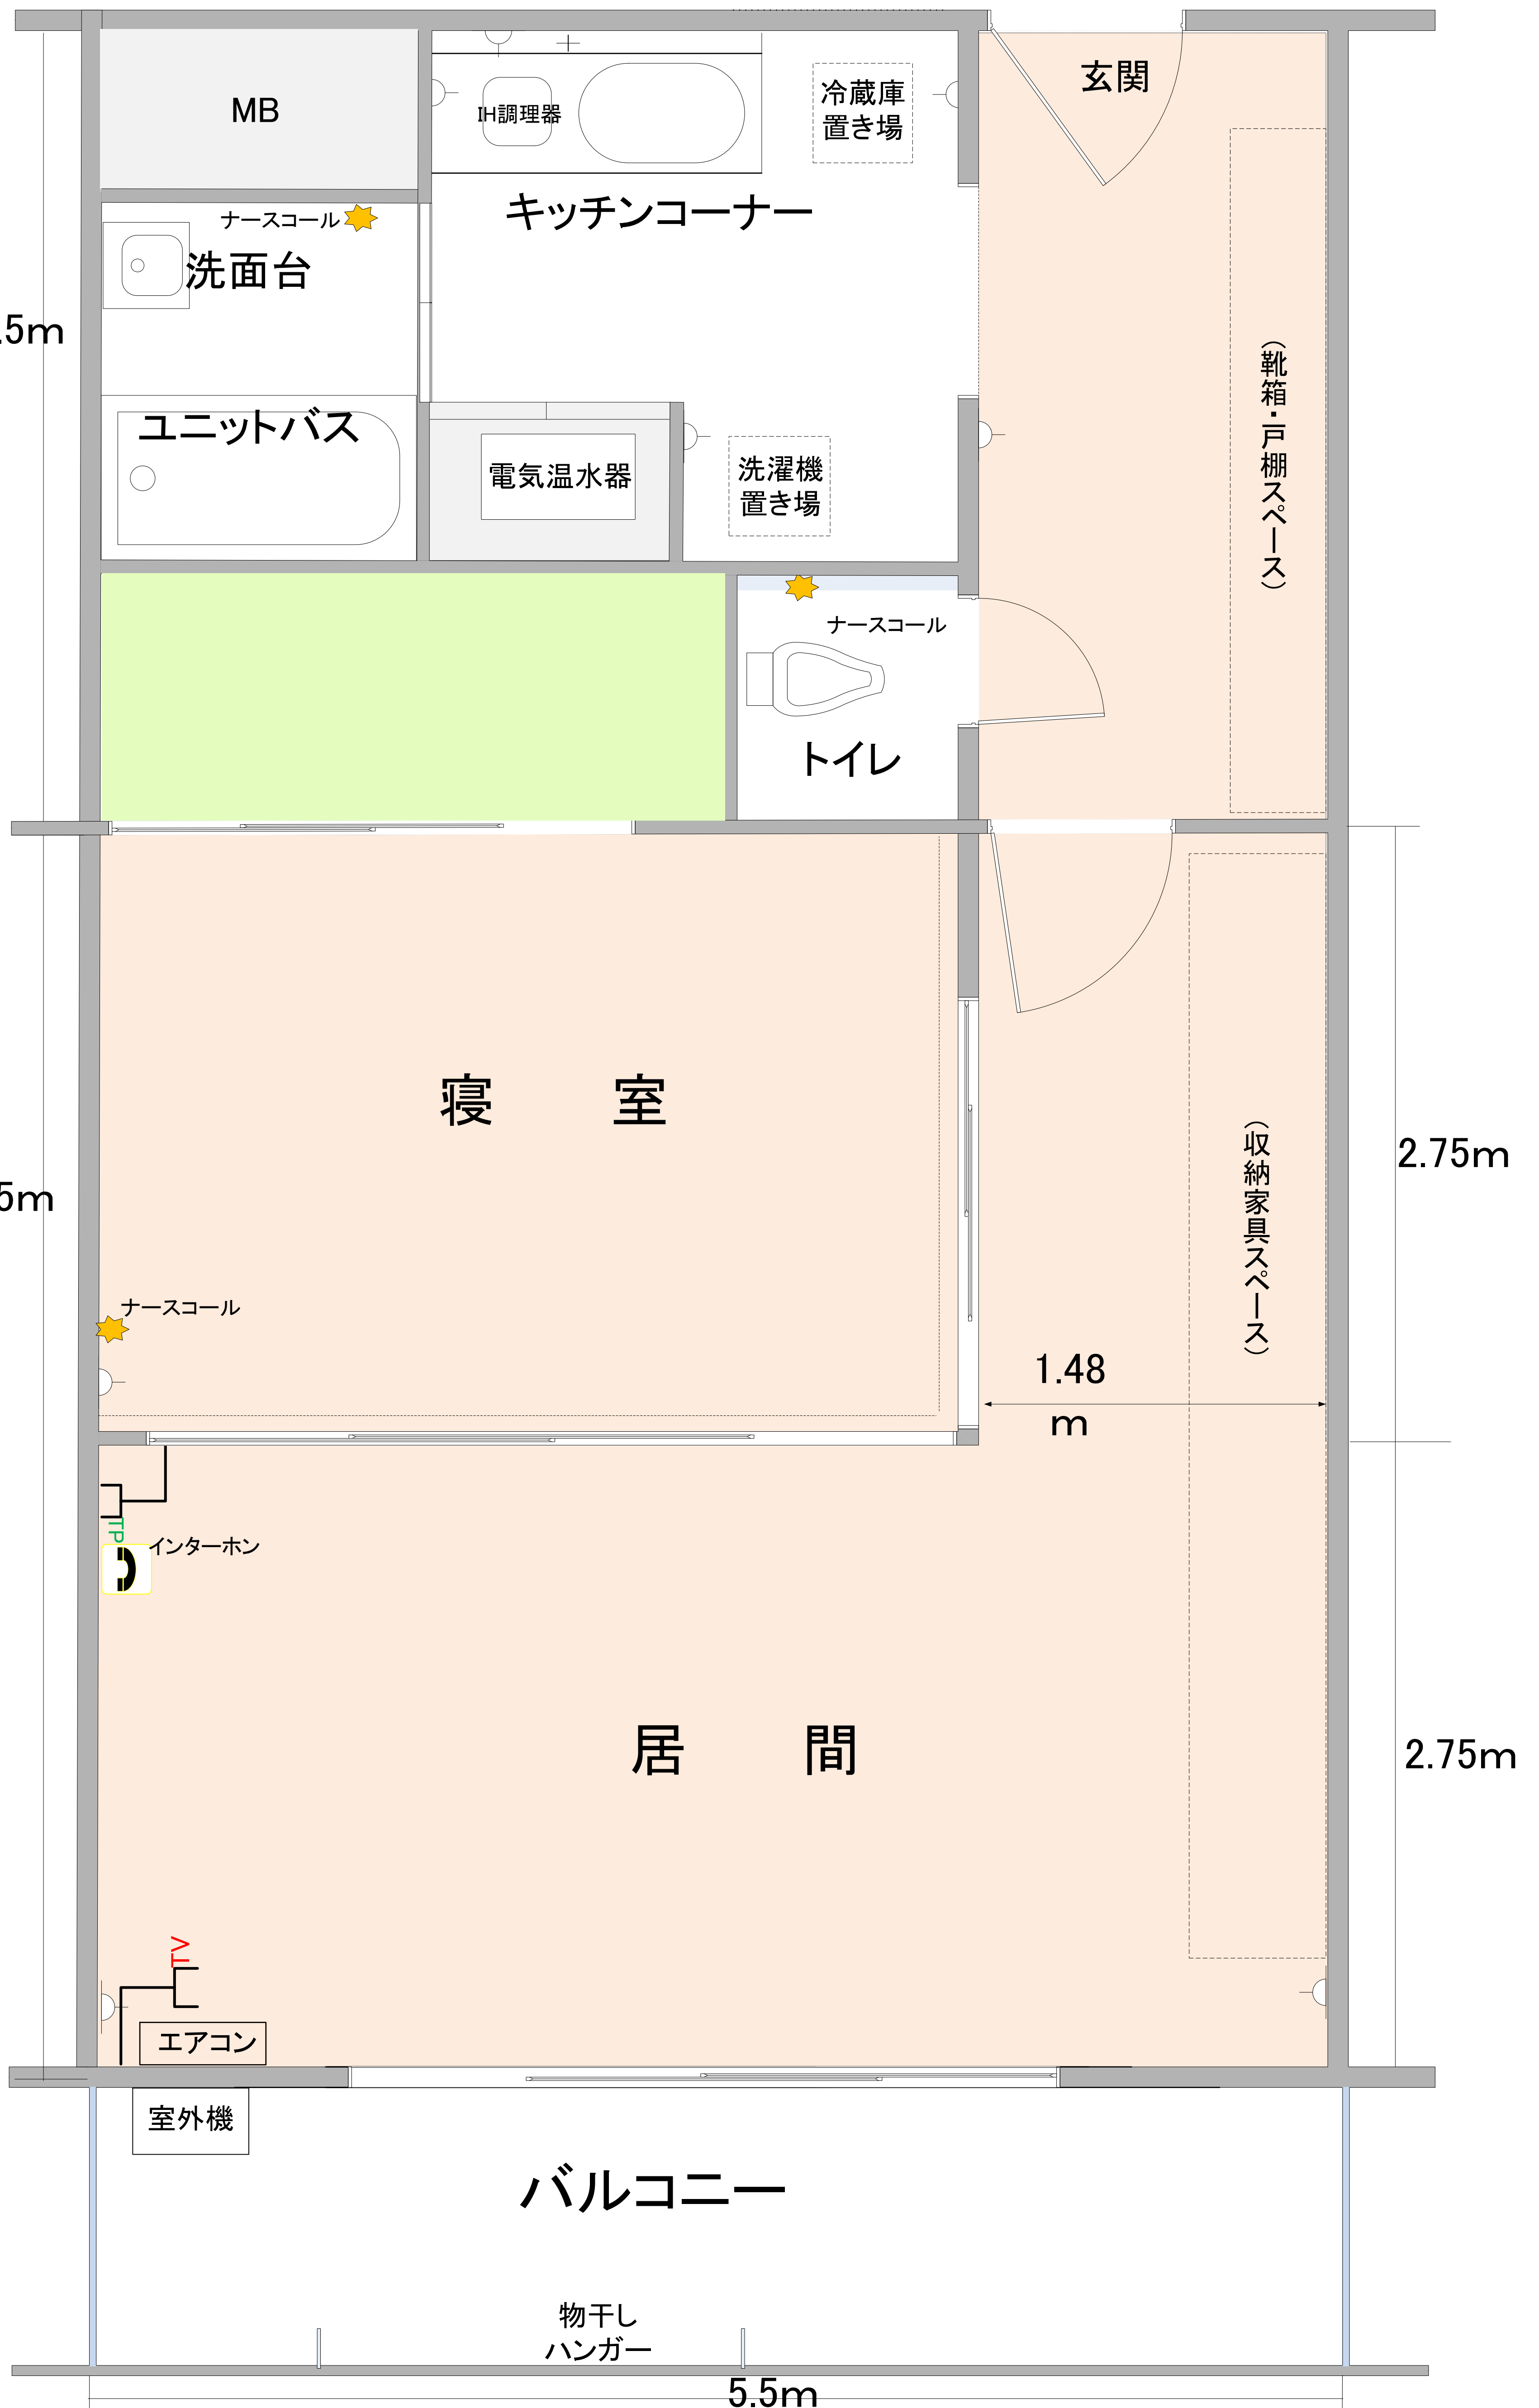 玄関
MB
IH調理器
冷蔵庫
置き場
キッチンコーナー
ナースコール
洗面台
.5m
ユニットバス
電気温水器
洗濯機
置き場
(靴箱・戸棚スペース)
ナースコール
トイレ
寝 室
5m
2.75m
(収納家具スペース)
ナースコール
1.48
m
TP
インターホン
居 間
2.75m
TV
エアコン
室外機
バルコニー
物干し
ハンガー
5.5m